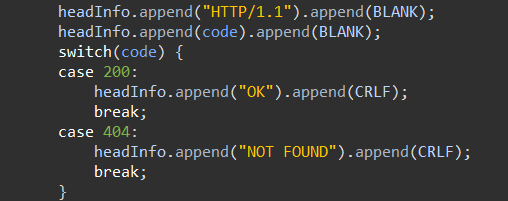 headInfo.append("HTTP/1.1").append(BLANK);
headInfo.append(code).append(BLANK);
switch(code) {
case 200:
headInfo.append("OK").append(CRLF);
break;
case 404:
headInfo.append("NOT FOUND").append(CRLF);
break;
}